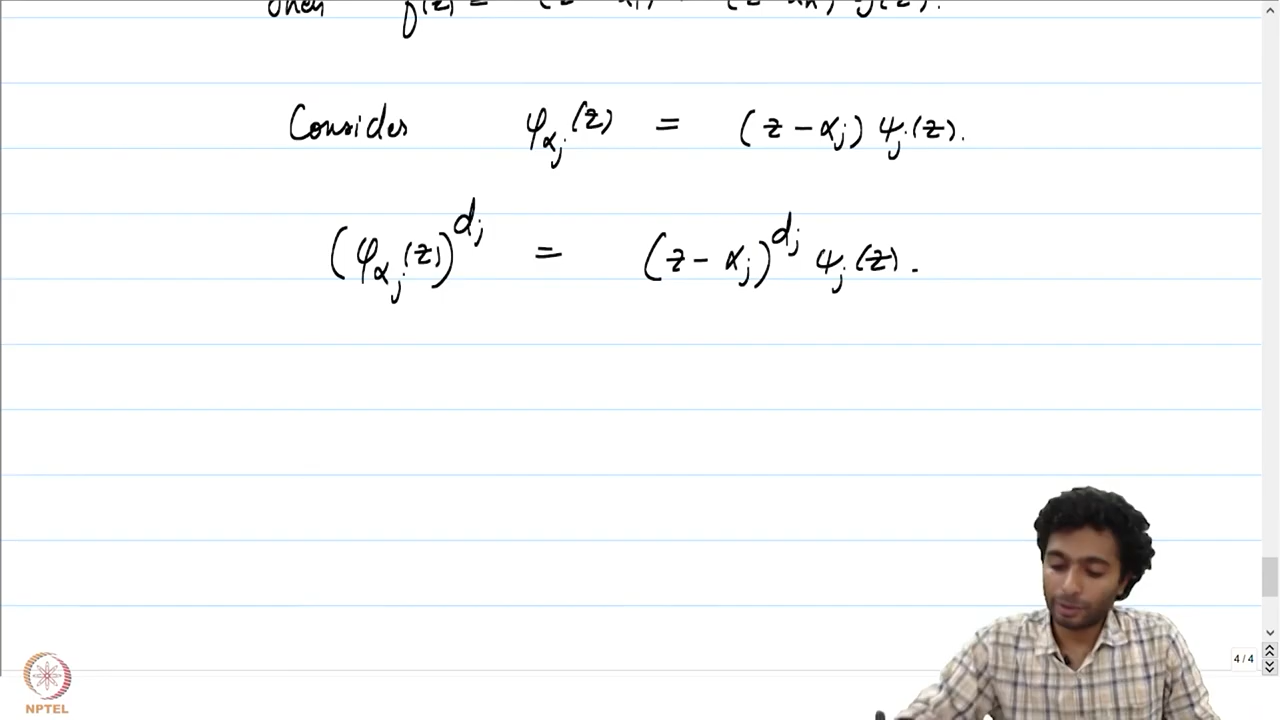 Consider φ_{α_j}(z) = (z - α_j) ψ_j(z).
(φ_{α_j}(z))^{d_j} = (z - α_j)^{d_j} ψ_j(z).
4 / 4
NPTEL